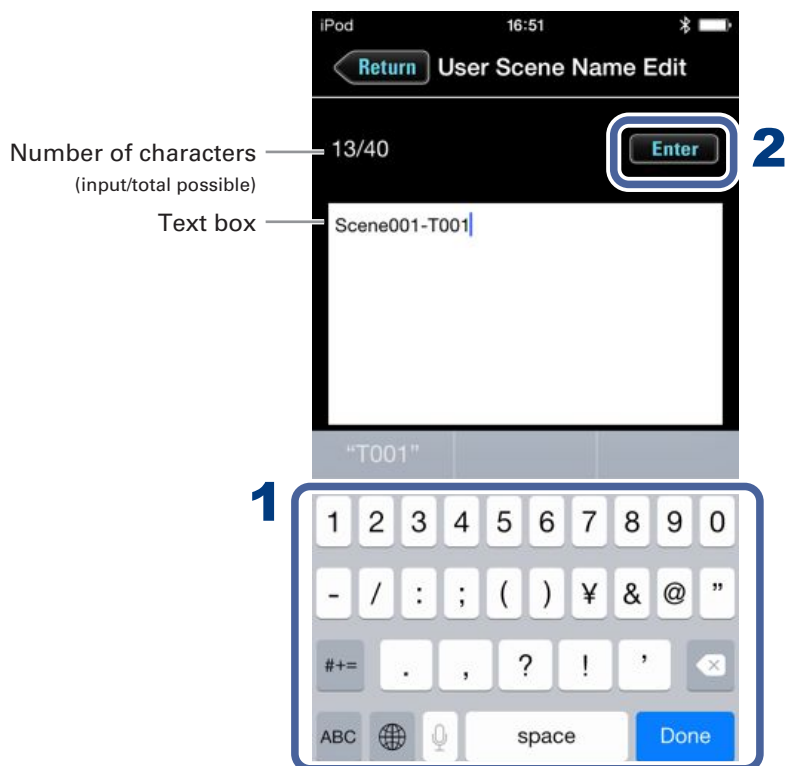 iPod 16:51
Return User Scene Name Edit
Number of characters
(input/total possible)
13/40
Enter
2
Text box
Scene001-T001
“T001”
1
1 2 3 4 5 6 7 8 9 0
- / : ; ( ) ¥ & @ ”
#+= . , ? ! ’
ABC space Done